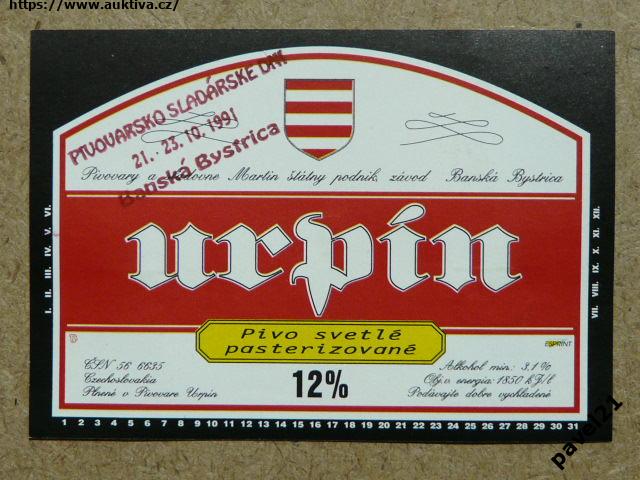 https://www.auktiva.cz/
PIVOVARSKO SLADÁRSKE DNI
21.-23.10.1991
Banská Bystrica
Pivovary a sladovne Martin štátny podnik, závod Banská Bystrica
urpín
Pivo svetlé
pasterizované
12%
ČSN 56 6635
Czechoslovakia
Plnené v Pivovare Urpín
ESPRINT
Alkohol min.: 3,1%
Obj.v. energia: 1850 kJ/l
Podávajte dobre vychladené
I. II. III. IV. V. VI.
VII. VIII. IX. X. XI. XII.
1 2 3 4 5 6 7 8 9 10 11 12 13 14 15 16 17 18 19 20 21 22 23 24 25 26 27 28 29 30 31
pavel21